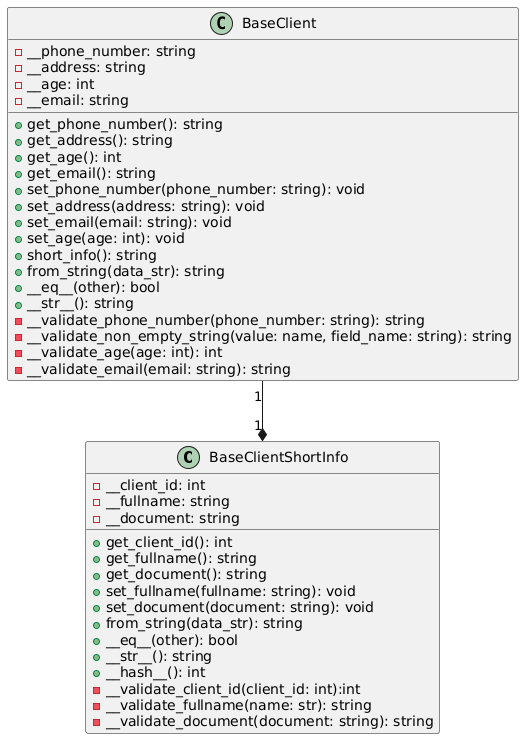 C BaseClient
__phone_number: string
__address: string
__age: int
__email: string
get_phone_number(): string
get_address(): string
get_age(): int
get_email(): string
set_phone_number(phone_number: string): void
set_address(address: string): void
set_email(email: string): void
set_age(age: int): void
short_info(): string
from_string(data_str): string
__eq__(other): bool
__str__(): string
__validate_phone_number(phone_number: string): string
__validate_non_empty_string(value: name, field_name: string): string
__validate_age(age: int): int
__validate_email(email: string): string
1
1
C BaseClientShortInfo
__client_id: int
__fullname: string
__document: string
get_client_id(): int
get_fullname(): string
get_document(): string
set_fullname(fullname: string): void
set_document(document: string): void
from_string(data_str): string
__eq__(other): bool
__str__(): string
__hash__(): int
__validate_client_id(client_id: int):int
__validate_fullname(name: str): string
__validate_document(document: string): string